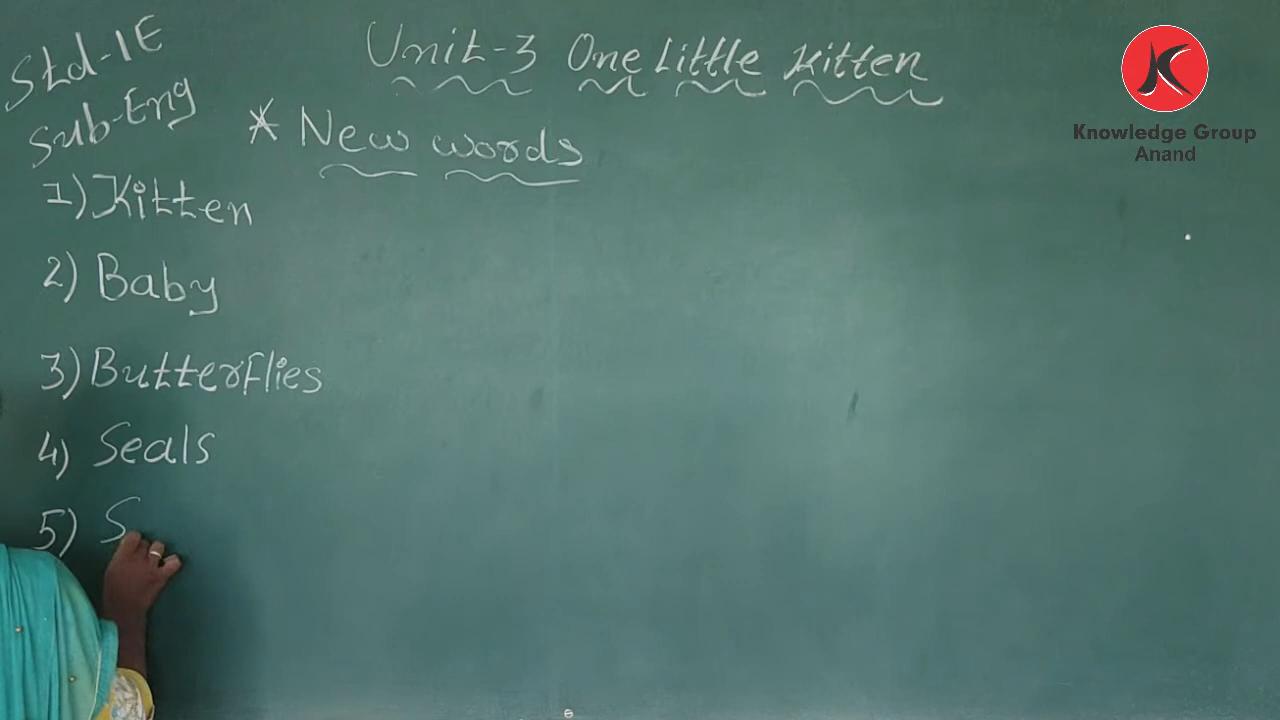 Std-1E
Sub-Eng
Unit-3 One Little Kitten
* New words
1) Kitten
2) Baby
3) Butterflies
4) Seals
5) S
K
Knowledge Group
Anand